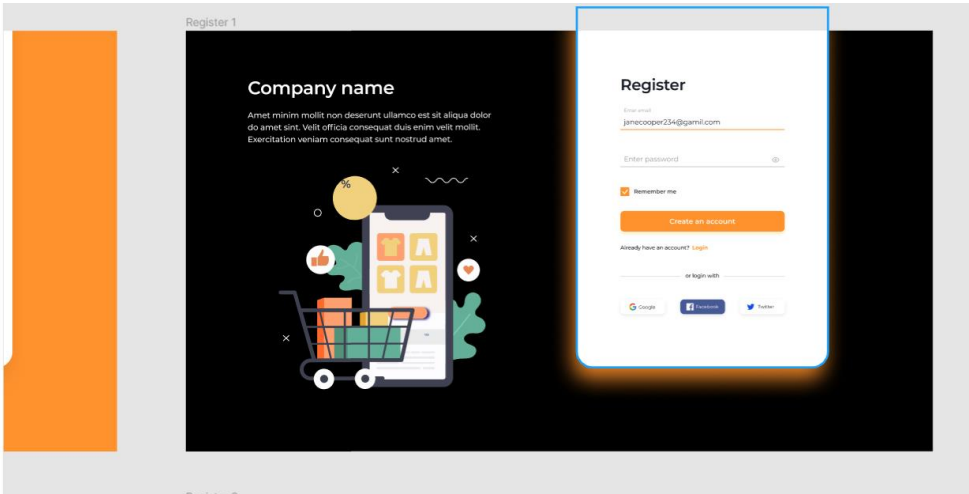 Register 1
Company name
Amet minim mollit non deserunt ullamco est sit aliqua dolor
do amet sint. Velit officia consequat duis enim velit mollit.
Exercitation veniam consequat sunt nostrud amet.
%
Register
Enter email
janecooper234@gamil.com
Enter password
Remember me
Create an account
Already have an account? Login
or login with
Google
Facebook
Twitter